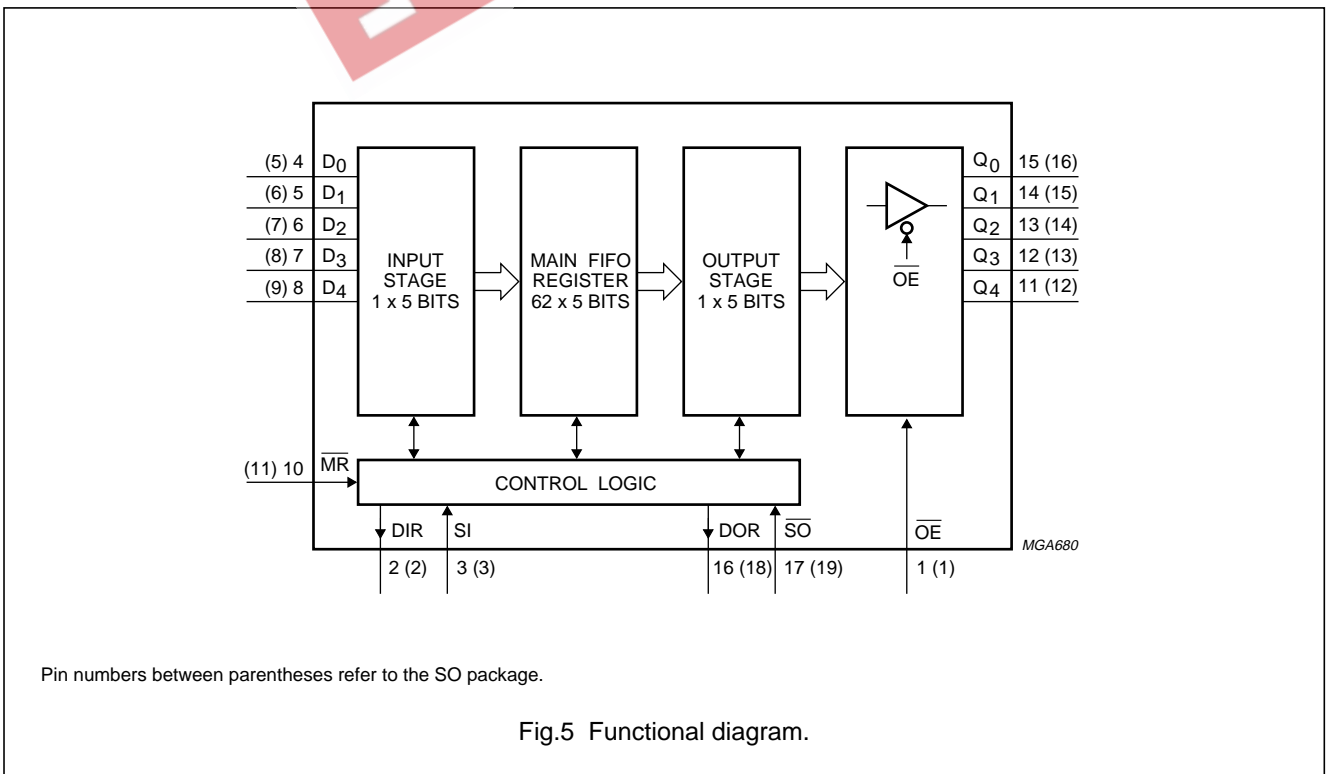 (5) 4 D0 Q0 15 (16)
(6) 5 D1 Q1 14 (15)
(7) 6 D2 Q2 13 (14)
(8) 7 D3 Q3 12 (13)
(9) 8 D4 Q4 11 (12)
INPUT
STAGE
1 x 5 BITS
MAIN FIFO
REGISTER
62 x 5 BITS
OUTPUT
STAGE
1 x 5 BITS
O̅E̅
(11) 10 M̅R̅
CONTROL LOGIC
DIR SI DOR S̅O̅ O̅E̅
MGA680
2 (2) 3 (3) 16 (18) 17 (19) 1 (1)
Pin numbers between parentheses refer to the SO package.
Fig.5 Functional diagram.